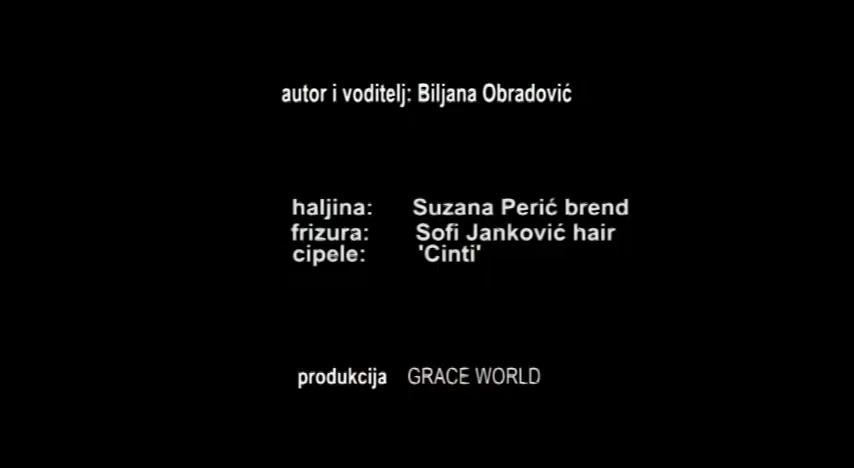 autor i voditelj: Biljana Obradović
haljina: Suzana Perić brend
frizura: Sofi Janković hair
cipele: 'Cinti'
produkcija GRACE WORLD